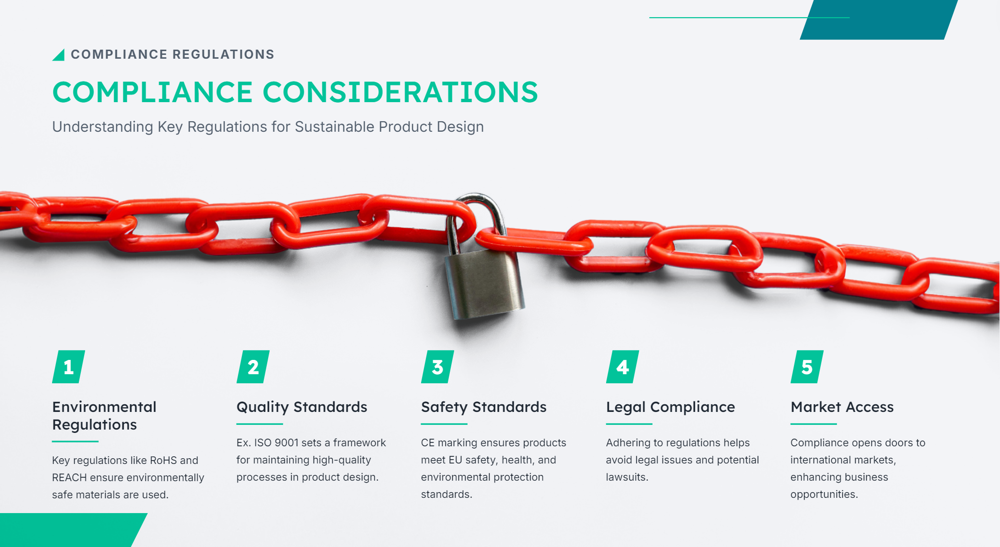 COMPLIANCE REGULATIONS
COMPLIANCE CONSIDERATIONS
Understanding Key Regulations for Sustainable Product Design
1
Environmental
Regulations
Key regulations like RoHS and
REACH ensure environmentally
safe materials are used.
2
Quality Standards
Ex. ISO 9001 sets a framework
for maintaining high-quality
processes in product design.
3
Safety Standards
CE marking ensures products
meet EU safety, health, and
environmental protection
standards.
4
Legal Compliance
Adhering to regulations helps
avoid legal issues and potential
lawsuits.
5
Market Access
Compliance opens doors to
international markets,
enhancing business
opportunities.